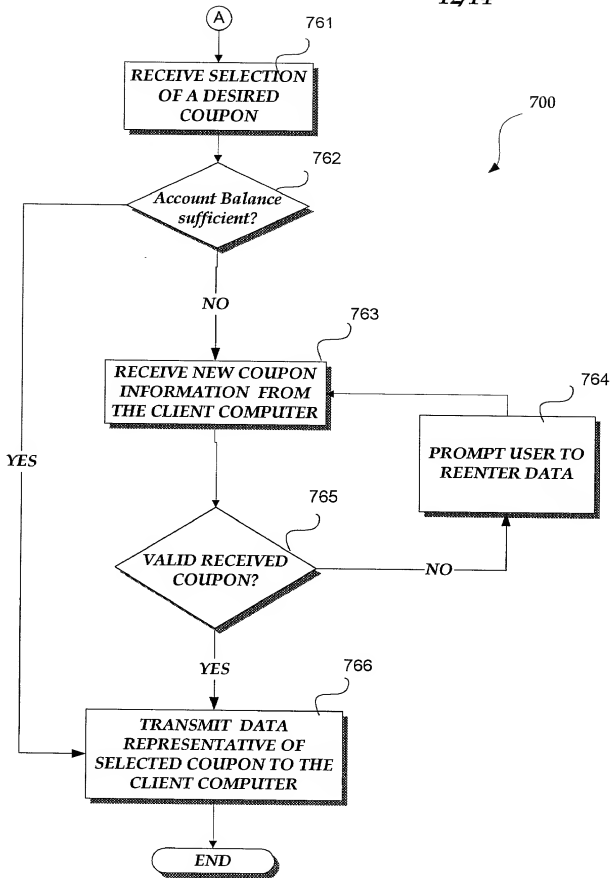 A
761
RECEIVE SELECTION
OF A DESIRED
COUPON
700
762
Account Balance
sufficient?
NO
763
RECEIVE NEW COUPON
INFORMATION FROM
THE CLIENT COMPUTER
764
PROMPT USER TO
REENTER DATA
YES
765
VALID RECEIVED
COUPON?
NO
YES
766
TRANSMIT DATA
REPRESENTATIVE OF
SELECTED COUPON TO THE
CLIENT COMPUTER
END